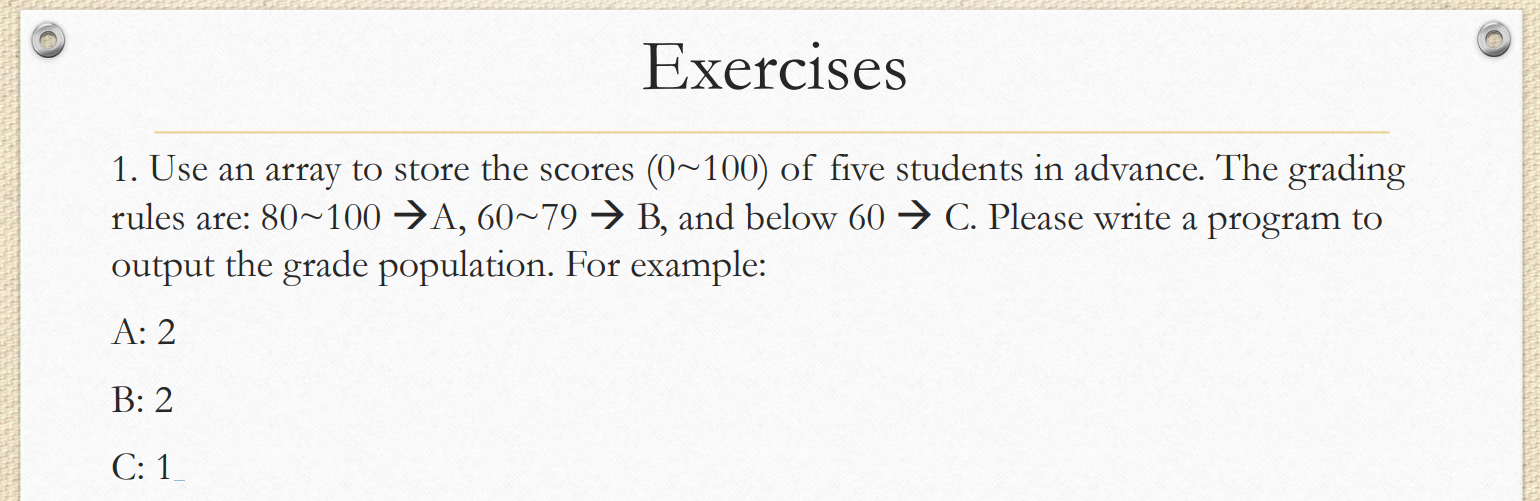 Exercises
1. Use an array to store the scores (0~100) of five students in advance. The grading
rules are: 80~100 →A, 60~79 → B, and below 60 → C. Please write a program to
output the grade population. For example:
A: 2
B: 2
C: 1